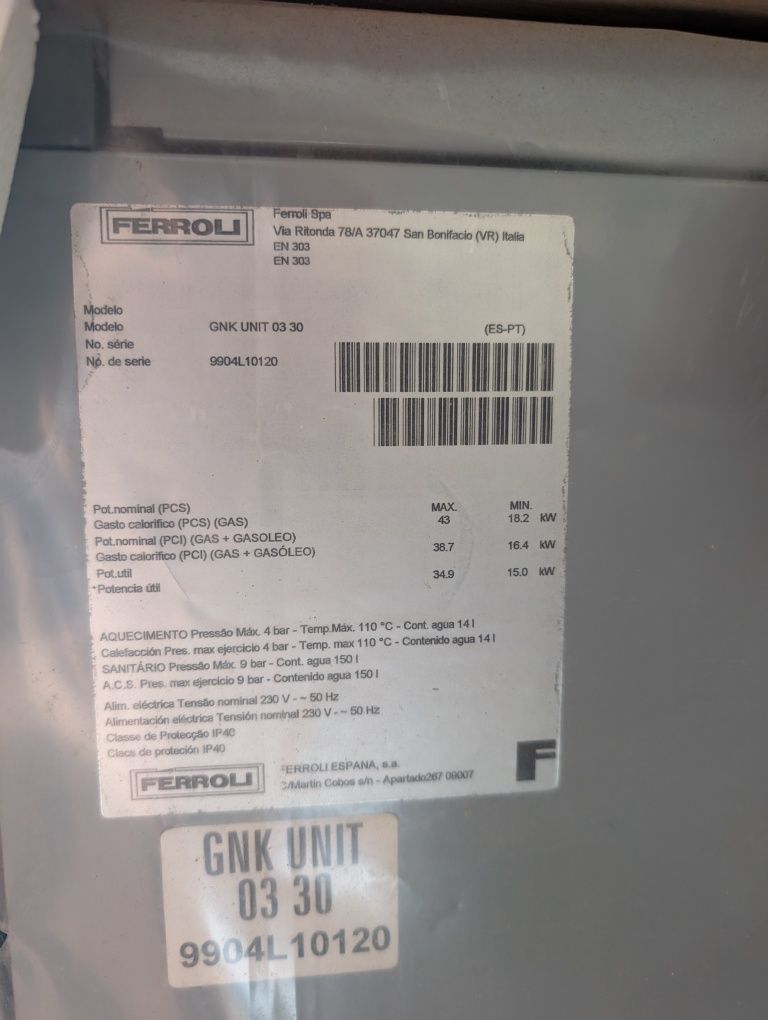 FERROLI
Ferroli Spa
Via Ritonda 78/A 37047 San Bonifacio (VR) Italia
EN 303
EN 303
Modelo
Modelo GNK UNIT 03 30 (ES-PT)
No. série
No. de serie 9904L10120
Pot.nominal (PCS) MAX. MIN.
Gasto calorifico (PCS) (GAS) 43 18.2 kW
Pot.nominal (PCI) (GAS + GASOLEO)
Gasto calorifico (PCI) (GAS + GASÓLEO) 38.7 16.4 kW
Pot.util 34.9 15.0 kW
*Potencia útil
AQUECIMENTO Pressão Máx. 4 bar - Temp.Máx. 110 °C - Cont. agua 14 l
Calefacción Pres. max ejercicio 4 bar - Temp. max 110 °C - Contenido agua 14 l
SANITÁRIO Pressão Máx. 9 bar - Cont. agua 150 l
A.C.S. Pres. max ejercicio 9 bar - Contenido agua 150 l
Alim. eléctrica Tensão nominal 230 V - ~ 50 Hz
Alimentación eléctrica Tensión nominal 230 V - ~ 50 Hz
Classe de Protecção IP40
Clacs de proteción IP40
FERROLI
FERROLI ESPANA, s.a.
C/Martin Cobos s/n - Apartado267 09007
F
GNK UNIT
03 30
9904L10120